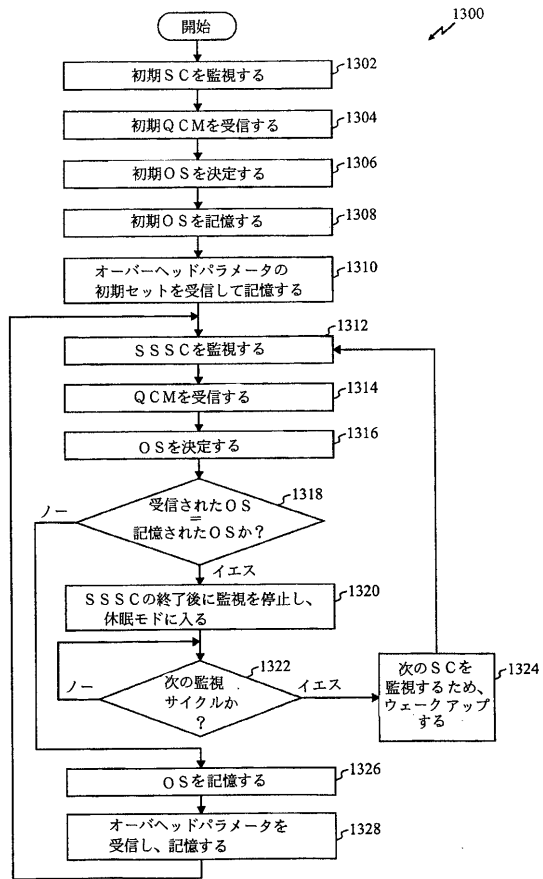 1300
開始
初期ＳＣを監視する
1302
初期ＱＣＭを受信する
1304
初期ＯＳを決定する
1306
初期ＯＳを記憶する
1308
オーバーヘッドパラメータの
初期セットを受信して記憶する
1310
1312
ＳＳＳＣを監視する
ＱＣＭを受信する
1314
ＯＳを決定する
1316
受信されたＯＳ
＝
記憶されたＯＳか？
1318
ノー
イエス
ＳＳＳＣの終了後に監視を停止し、
休眠モドに入る
1320
次の監視
サイクルか
？
1322
ノー
イエス
次のＳＣを
監視するため、
ウェークアップ
する
1324
ＯＳを記憶する
1326
オーバヘッドパラメータを
受信し、記憶する
1328